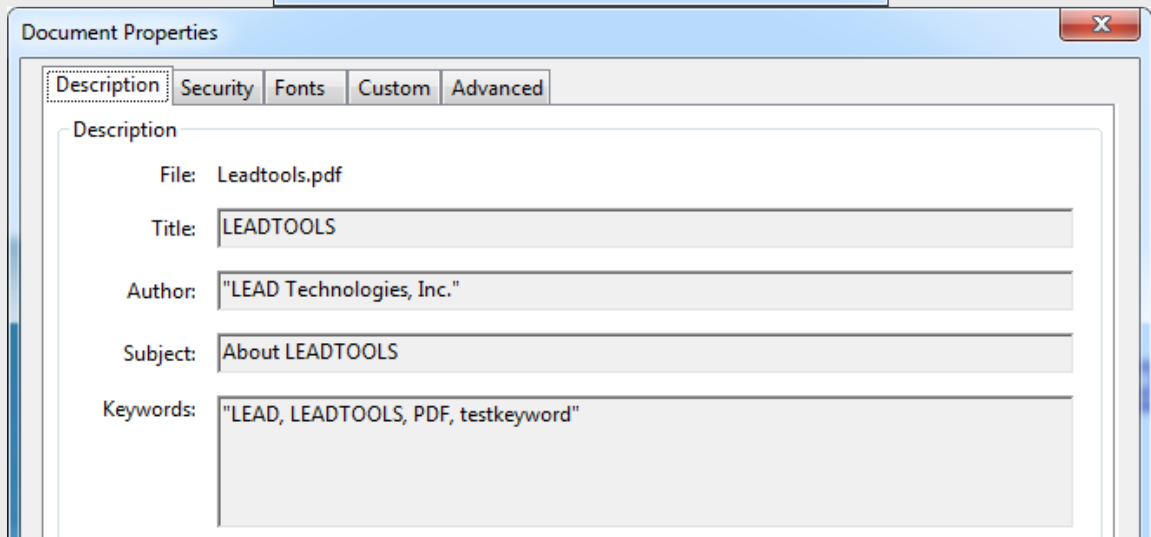 Document Properties
Description Security Fonts Custom Advanced
Description
File: Leadtools.pdf
Title: LEADTOOLS
Author: "LEAD Technologies, Inc."
Subject: About LEADTOOLS
Keywords: "LEAD, LEADTOOLS, PDF, testkeyword"